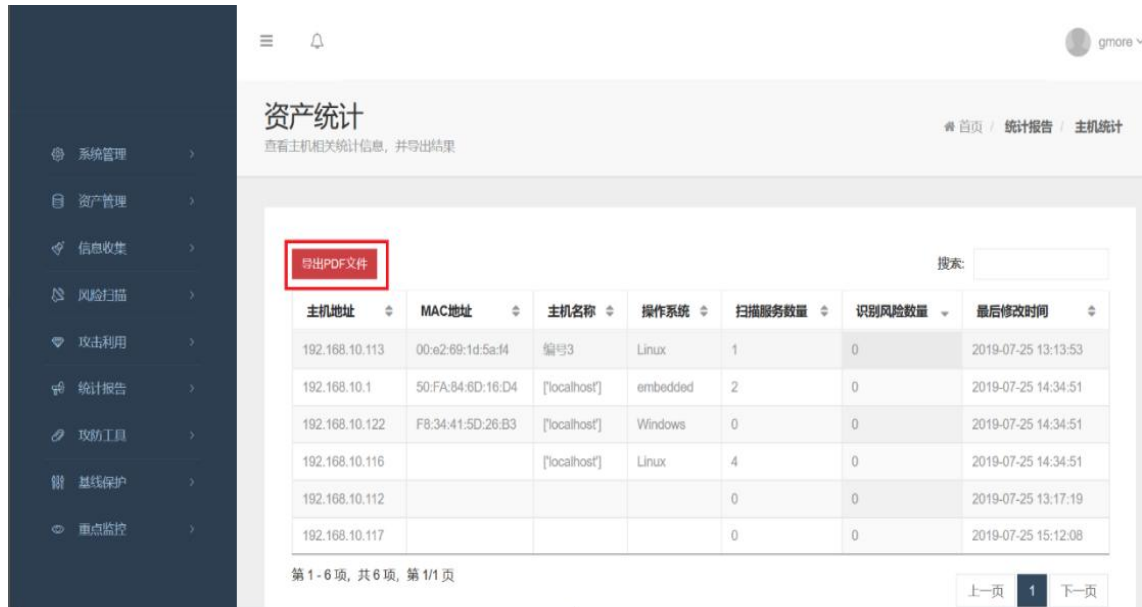 gmore
资产统计
查看主机相关统计信息，并导出结果
首页 / 统计报告 / 主机统计
系统管理
资产管理
信息收集
风险扫描
攻击利用
统计报告
攻防工具
基线保护
重点监控
导出PDF文件
搜索:
主机地址 MAC地址 主机名称 操作系统 扫描服务数量 识别风险数量 最后修改时间
192.168.10.113 00:e2:69:1d:5a:f4 编号3 Linux 1 0 2019-07-25 13:13:53
192.168.10.1 50:FA:84:6D:16:D4 ['localhost'] embedded 2 0 2019-07-25 14:34:51
192.168.10.122 F8:34:41:5D:26:B3 ['localhost'] Windows 0 0 2019-07-25 14:34:51
192.168.10.116 ['localhost'] Linux 4 0 2019-07-25 14:34:51
192.168.10.112 0 0 2019-07-25 13:17:19
192.168.10.117 0 0 2019-07-25 15:12:08
第 1 - 6 项, 共 6 项, 第 1/1 页
上一页 1 下一页